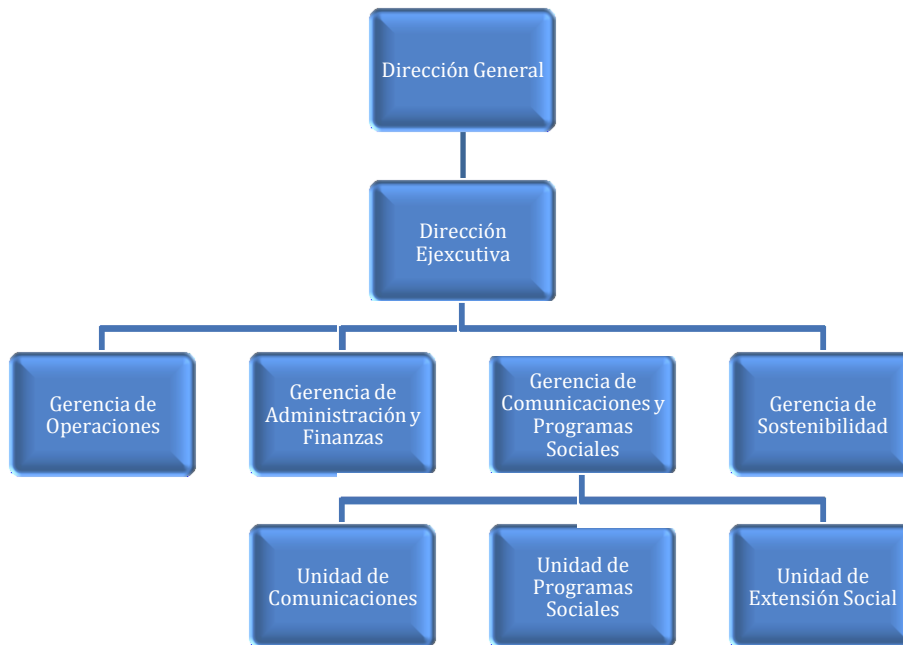 Dirección General
Dirección
Ejexcutiva
Gerencia de
Operaciones
Gerencia de
Administración y
Finanzas
Gerencia de
Comunicaciones y
Programas
Sociales
Gerencia de
Sostenibilidad
Unidad de
Comunicaciones
Unidad de
Programas
Sociales
Unidad de
Extensión Social